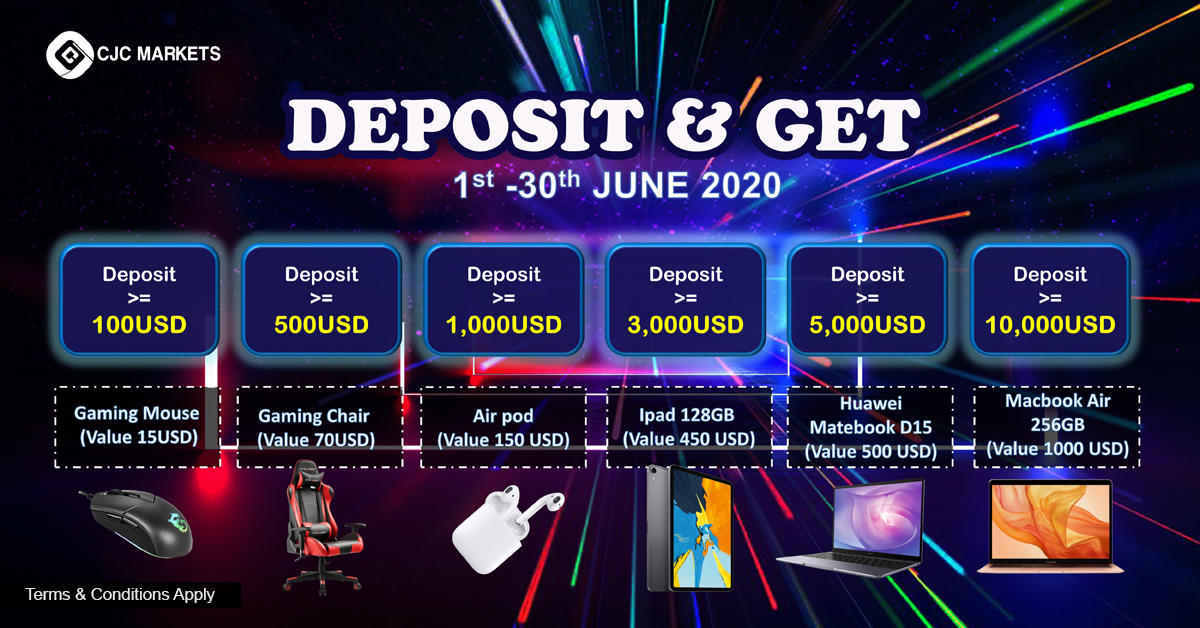 CJC MARKETS
DEPOSIT & GET
1st -30th JUNE 2020
Deposit
>=
100USD
Deposit
>=
500USD
Deposit
>=
1,000USD
Deposit
>=
3,000USD
Deposit
>=
5,000USD
Deposit
>=
10,000USD
Gaming Mouse
(Value 15USD)
Gaming Chair
(Value 70USD)
Air pod
(Value 150 USD)
Ipad 128GB
(Value 450 USD)
Huawei
Matebook D15
(Value 500 USD)
Macbook Air
256GB
(Value 1000 USD)
Terms & Conditions Apply